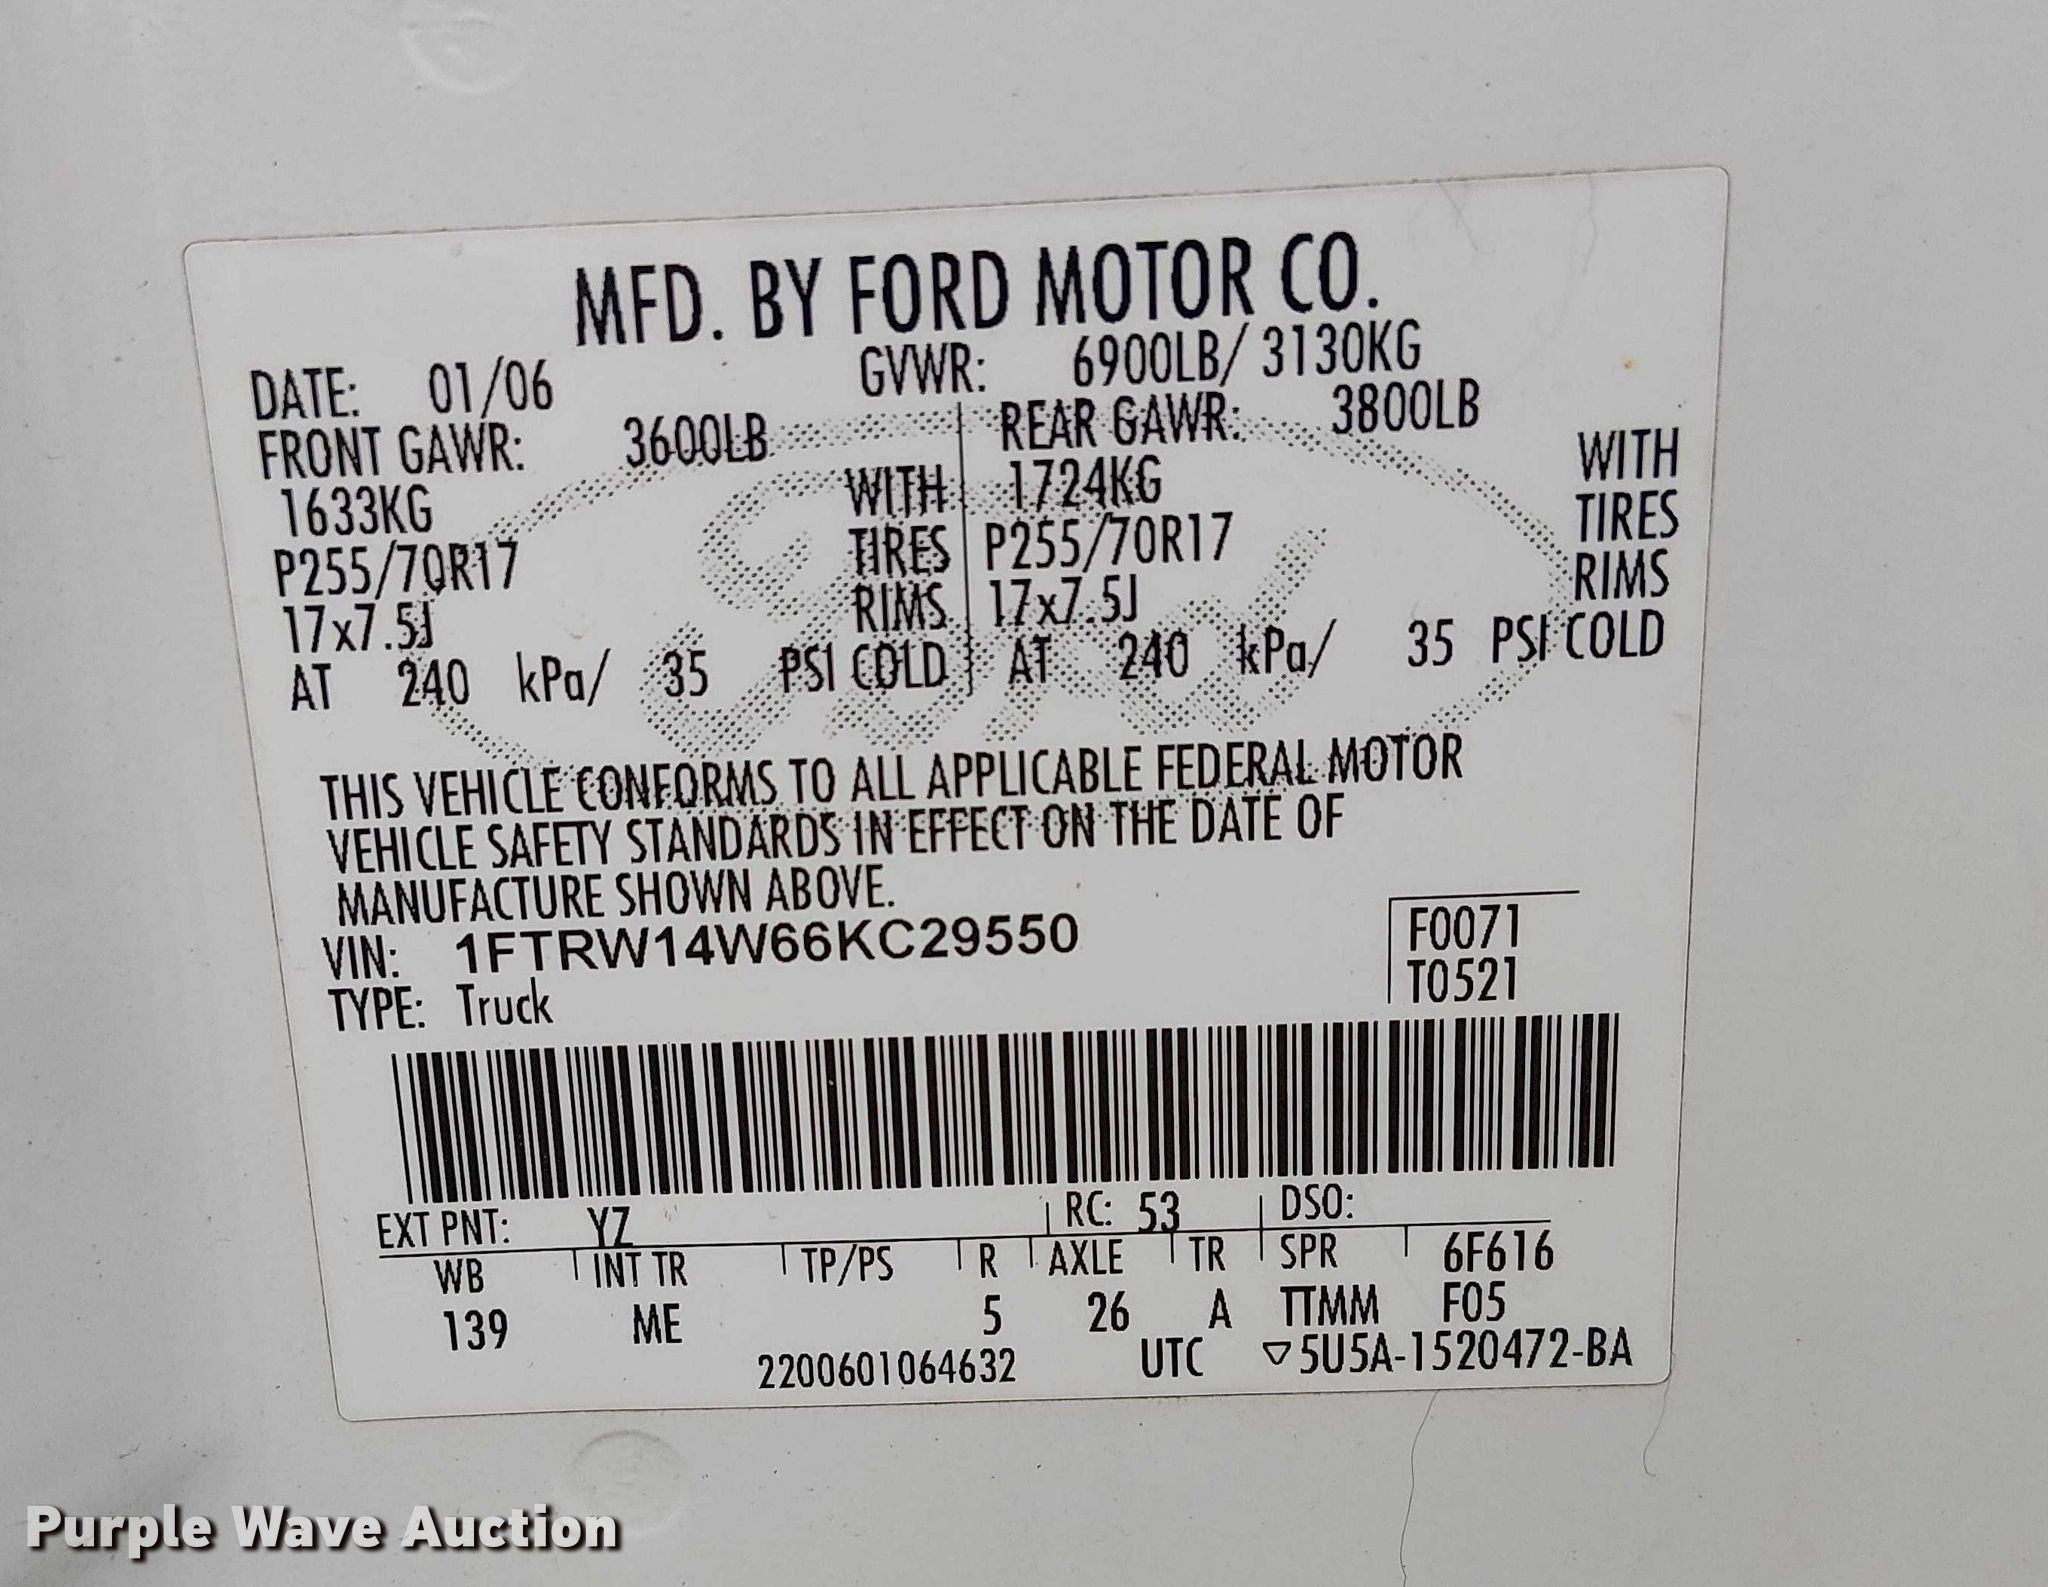 MFD. BY FORD MOTOR CO.
DATE: 01/06 GVWR: 6900LB/ 3130KG
FRONT GAWR: 3600LB REAR GAWR: 3800LB
1633KG WITH 1724KG WITH
P255/70R17 TIRES P255/70R17 TIRES
17x7.5J RIMS 17x7.5J RIMS
AT 240 kPa/ 35 PSI COLD AT 240 kPa/ 35 PSI COLD
Ford
THIS VEHICLE CONFORMS TO ALL APPLICABLE FEDERAL MOTOR
VEHICLE SAFETY STANDARDS IN EFFECT ON THE DATE OF
MANUFACTURE SHOWN ABOVE.
VIN: 1FTRW14W66KC29550 F0071
TYPE: Truck T0521
EXT PNT: YZ RC: 53 DSO:
WB INT TR TP/PS R AXLE TR SPR 6F616
139 ME 5 26 A TTMM F05
2200601064632 UTC ▽5U5A-1520472-BA
Purple Wave Auction